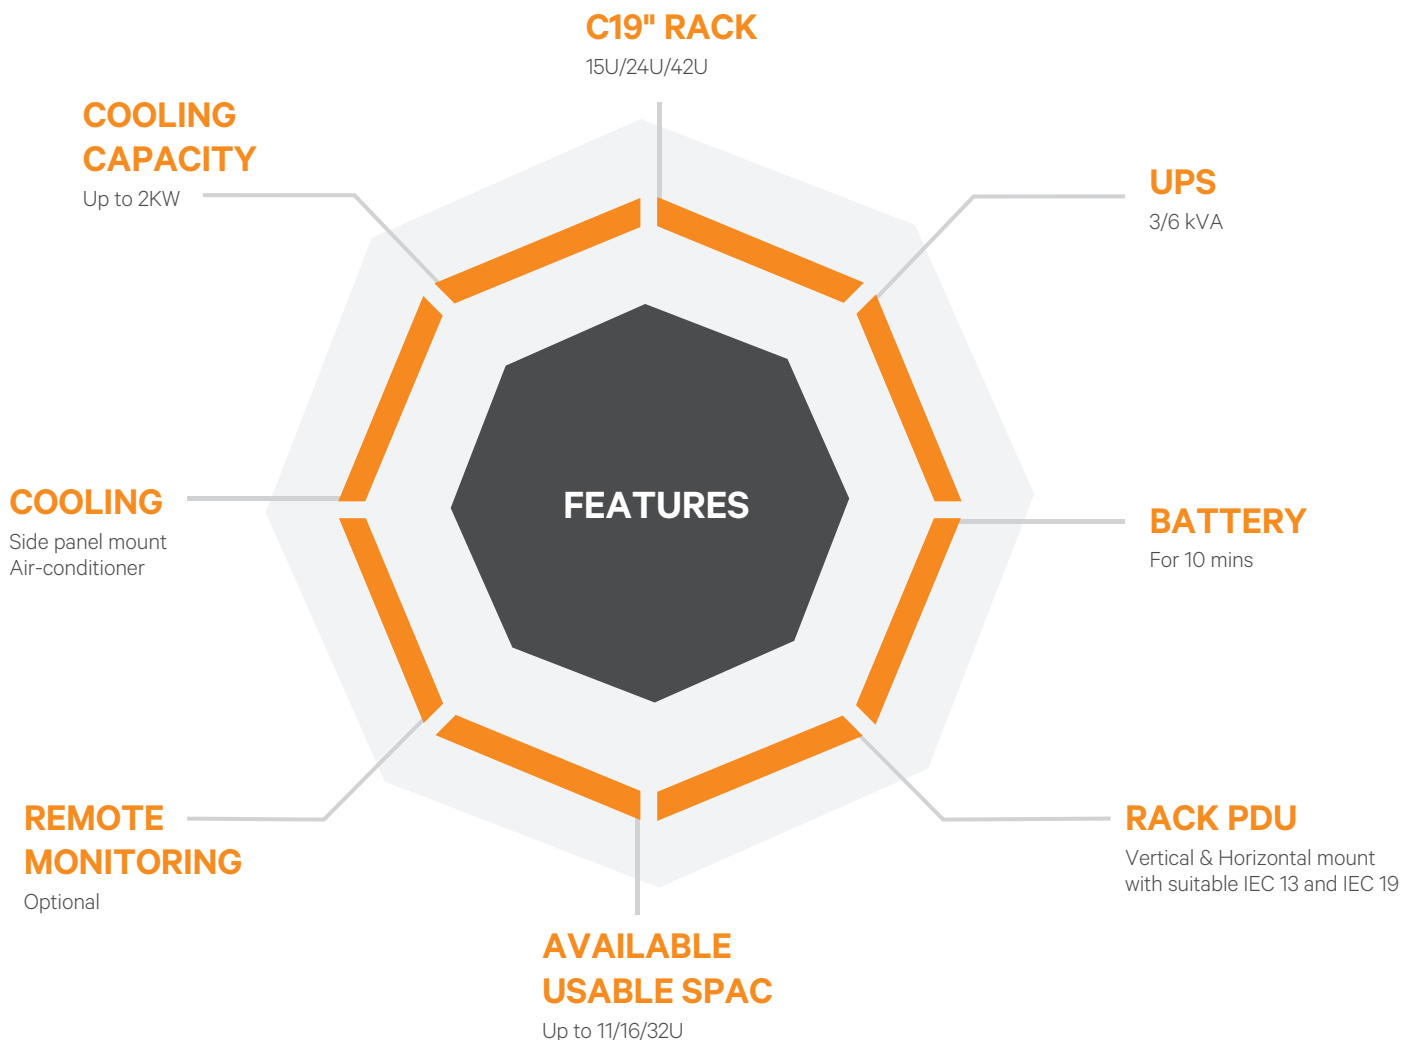 C19" RACK
15U/24U/42U
COOLING
CAPACITY
Up to 2KW
UPS
3/6 kVA
FEATURES
COOLING
Side panel mount
Air-conditioner
BATTERY
For 10 mins
REMOTE
MONITORING
Optional
RACK PDU
Vertical & Horizontal mount
with suitable IEC 13 and IEC 19
AVAILABLE
USABLE SPAC
Up to 11/16/32U